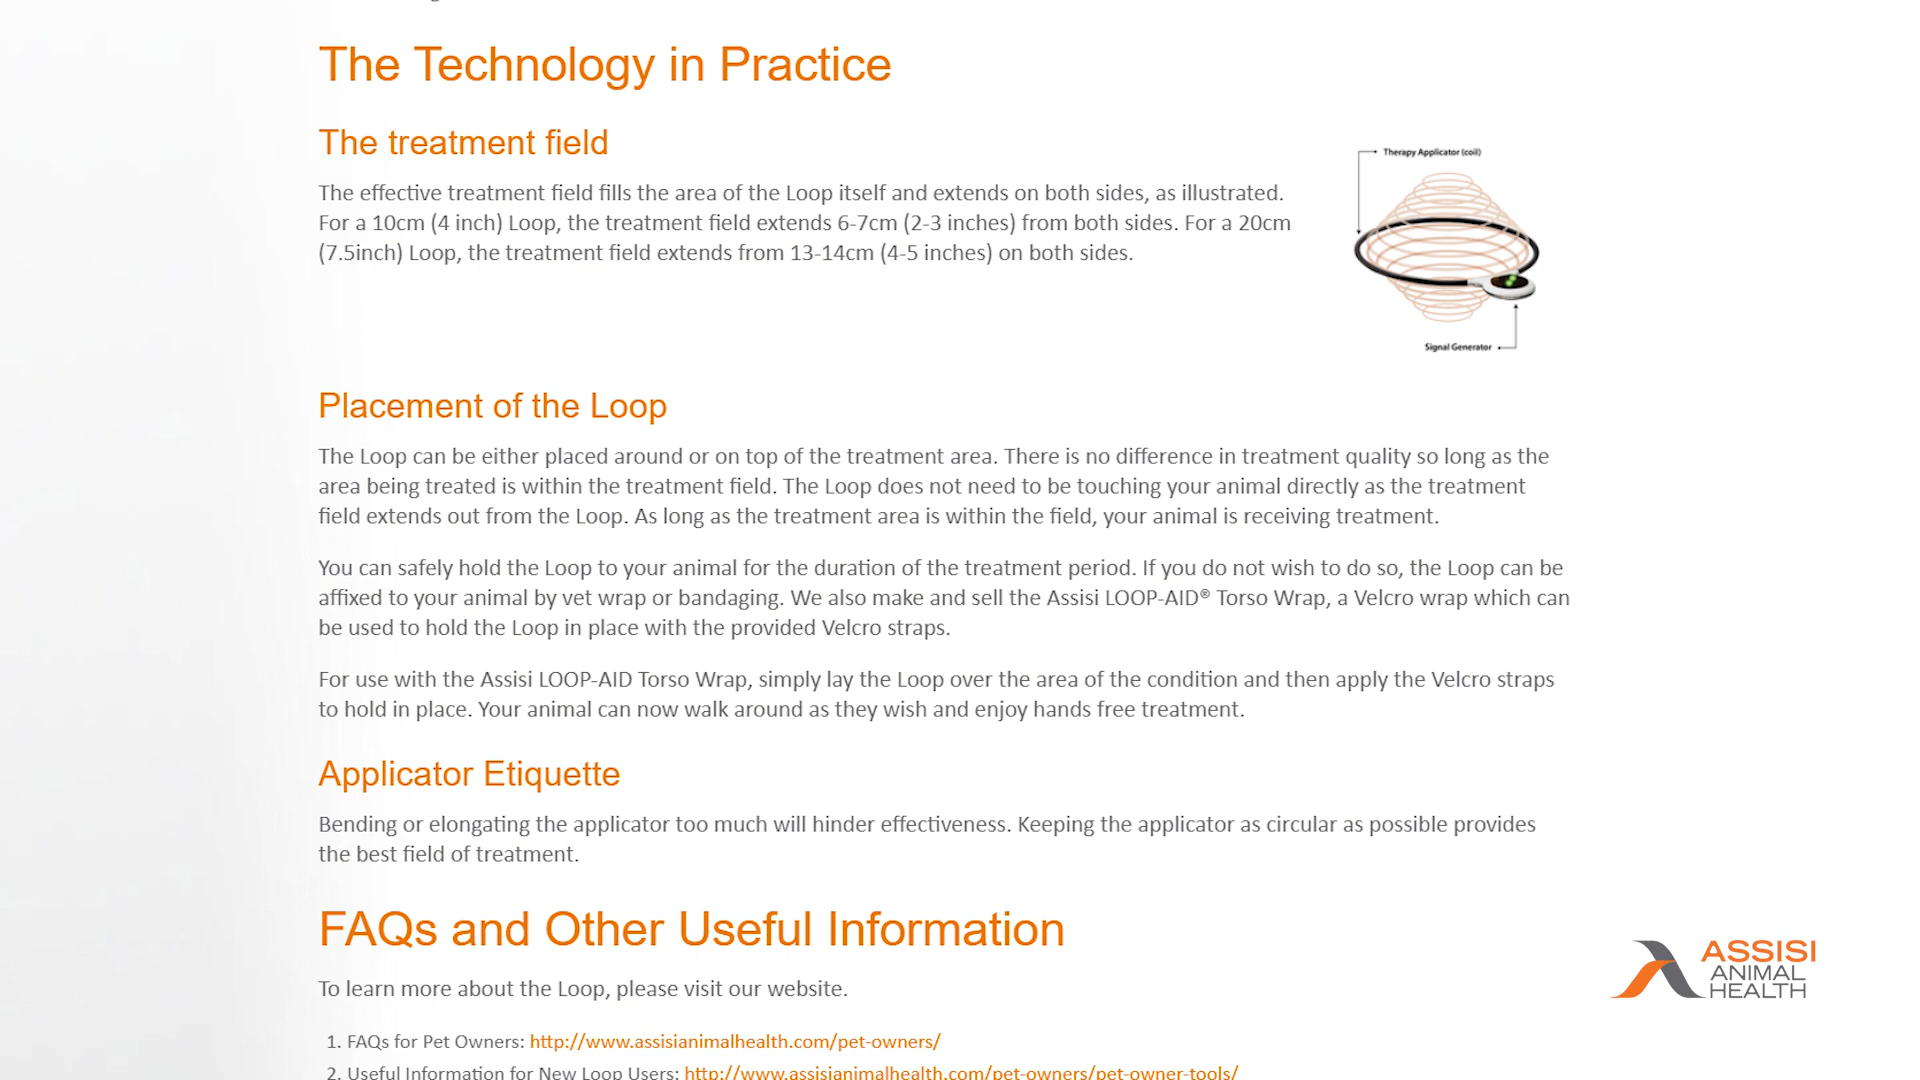 The Technology in Practice
The treatment field
The effective treatment field fills the area of the Loop itself and extends on both sides, as illustrated.
For a 10cm (4 inch) Loop, the treatment field extends 6-7cm (2-3 inches) from both sides. For a 20cm
(7.5inch) Loop, the treatment field extends from 13-14cm (4-5 inches) on both sides.
Therapy Applicator (coil)
Signal Generator
Placement of the Loop
The Loop can be either placed around or on top of the treatment area. There is no difference in treatment quality so long as the
area being treated is within the treatment field. The Loop does not need to be touching your animal directly as the treatment
field extends out from the Loop. As long as the treatment area is within the field, your animal is receiving treatment.
You can safely hold the Loop to your animal for the duration of the treatment period. If you do not wish to do so, the Loop can be
affixed to your animal by vet wrap or bandaging. We also make and sell the Assisi LOOP-AID® Torso Wrap, a Velcro wrap which can
be used to hold the Loop in place with the provided Velcro straps.
For use with the Assisi LOOP-AID Torso Wrap, simply lay the Loop over the area of the condition and then apply the Velcro straps
to hold in place. Your animal can now walk around as they wish and enjoy hands free treatment.
Applicator Etiquette
Bending or elongating the applicator too much will hinder effectiveness. Keeping the applicator as circular as possible provides
the best field of treatment.
FAQs and Other Useful Information
To learn more about the Loop, please visit our website.
1. FAQs for Pet Owners: http://www.assisianimalhealth.com/pet-owners/
2. Useful Information for New Loop Users: http://www.assisianimalhealth.com/pet-owners/pet-owner-tools/
ASSISI
ANIMAL
HEALTH